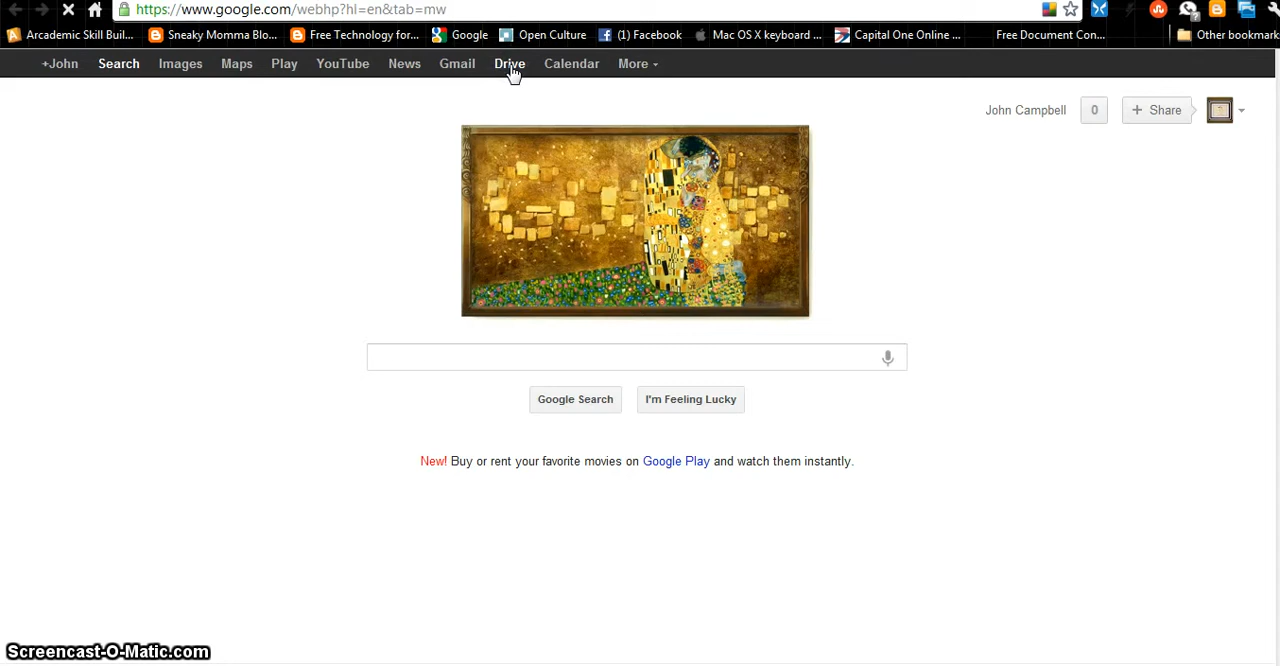 https://www.google.com/webhp?hl=en&tab=mw
Arcademic Skill Buil... Sneaky Momma Blo... Free Technology for... Google Open Culture (1) Facebook Mac OS X keyboard ... Capital One Online ... Free Document Con... Other bookmark
+John Search Images Maps Play YouTube News Gmail Drive Calendar More
John Campbell 0 + Share
Google Search I'm Feeling Lucky
New! Buy or rent your favorite movies on Google Play and watch them instantly.
Screencast-O-Matic.com